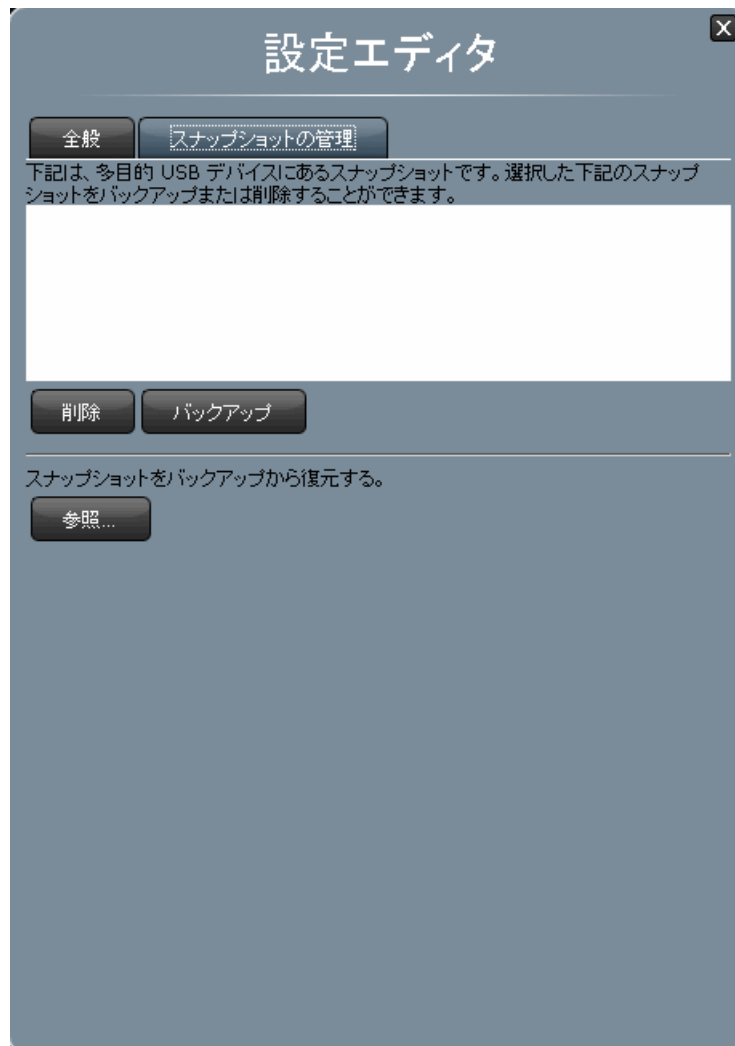 設定エディタ
X
全般
スナップショットの管理
下記は、多目的 USB デバイスにあるスナップショットです。選択した下記のスナップ
ショットをバックアップまたは削除することができます。
削除
バックアップ
スナップショットをバックアップから復元する。
参照...